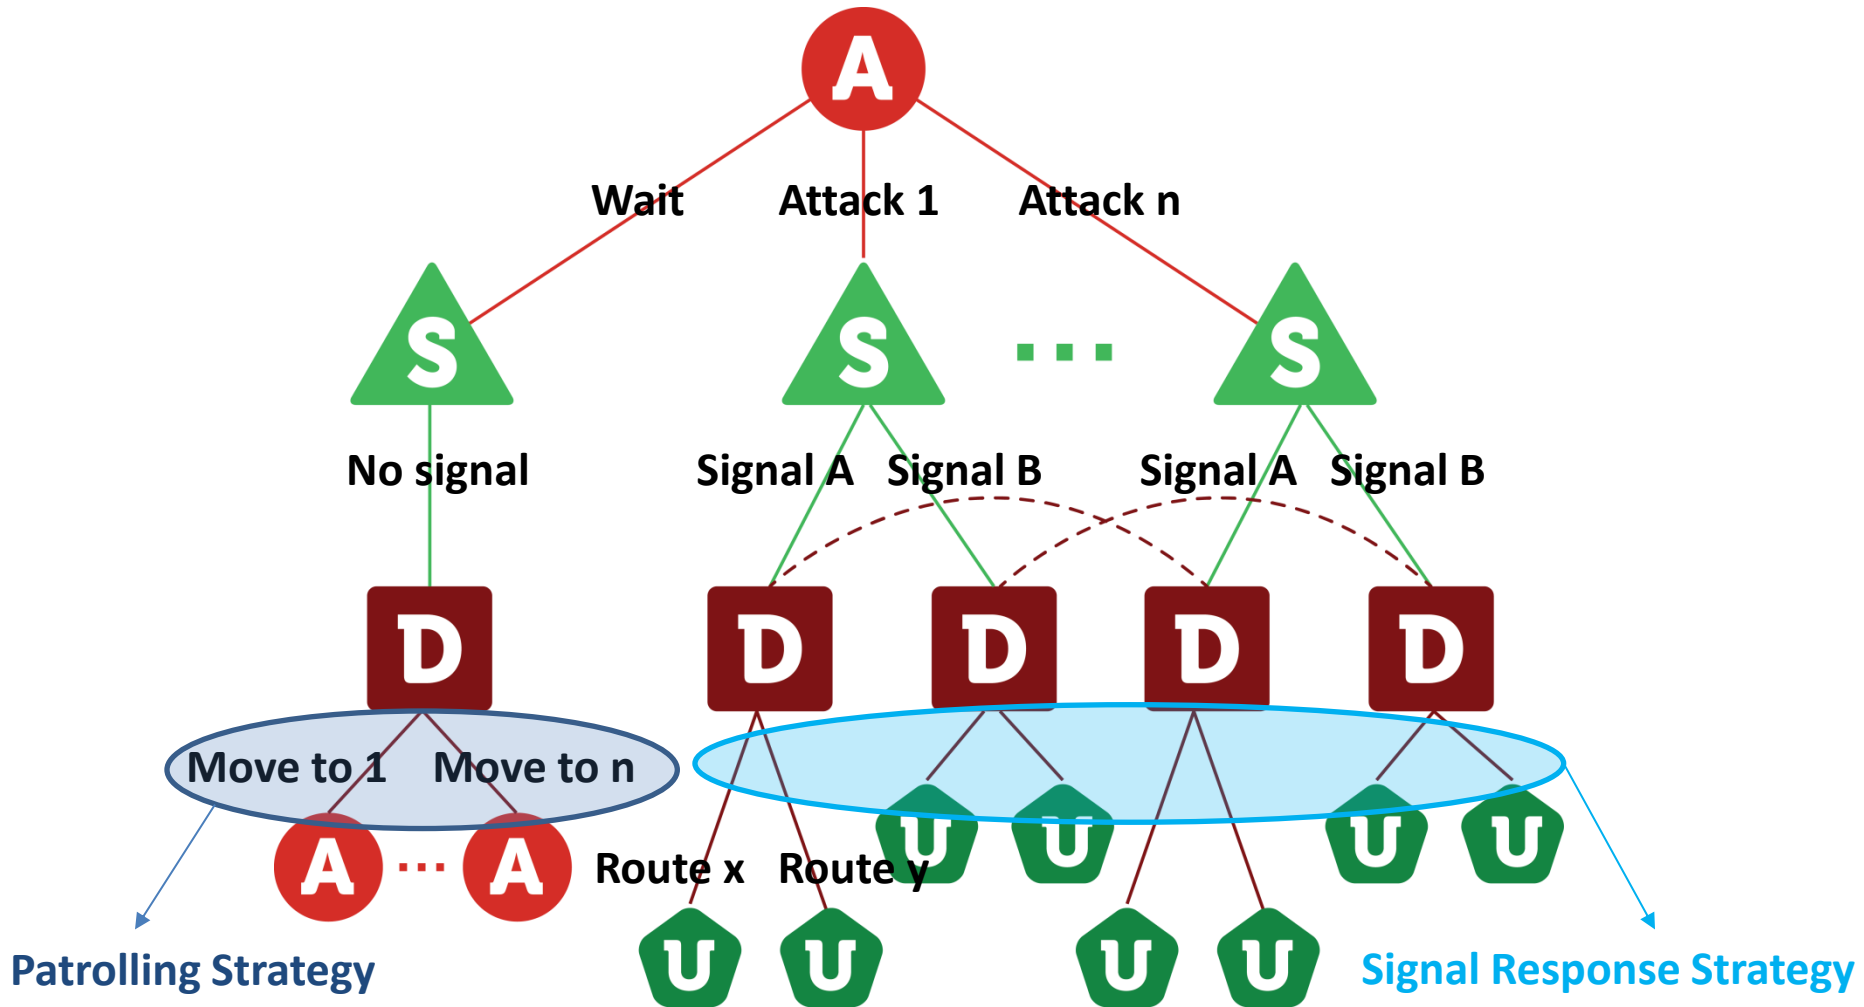 A
Wait
Attack 1
Attack n
S
S
...
S
No signal
Signal A
Signal B
Signal A
Signal B
D
D
D
D
D
Move to 1
Move to n
U
U
U
U
A
...
A
Route x
Route y
U
U
U
U
Patrolling Strategy
Signal Response Strategy